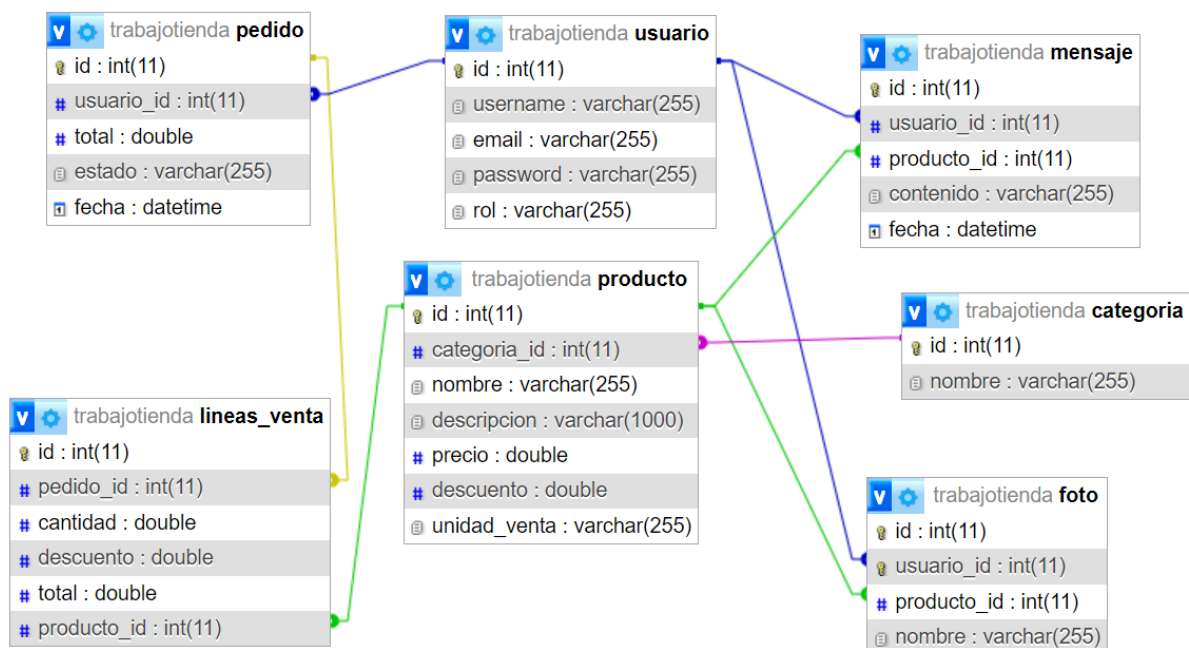 trabajotienda pedido
id : int(11)
usuario_id : int(11)
total : double
estado : varchar(255)
fecha : datetime
trabajotienda usuario
id : int(11)
username : varchar(255)
email : varchar(255)
password : varchar(255)
rol : varchar(255)
trabajotienda mensaje
id : int(11)
usuario_id : int(11)
producto_id : int(11)
contenido : varchar(255)
fecha : datetime
trabajotienda producto
id : int(11)
categoria_id : int(11)
nombre : varchar(255)
descripcion : varchar(1000)
precio : double
descuento : double
unidad_venta : varchar(255)
trabajotienda categoria
id : int(11)
nombre : varchar(255)
trabajotienda lineas_venta
id : int(11)
pedido_id : int(11)
cantidad : double
descuento : double
total : double
producto_id : int(11)
trabajotienda foto
id : int(11)
usuario_id : int(11)
producto_id : int(11)
nombre : varchar(255)